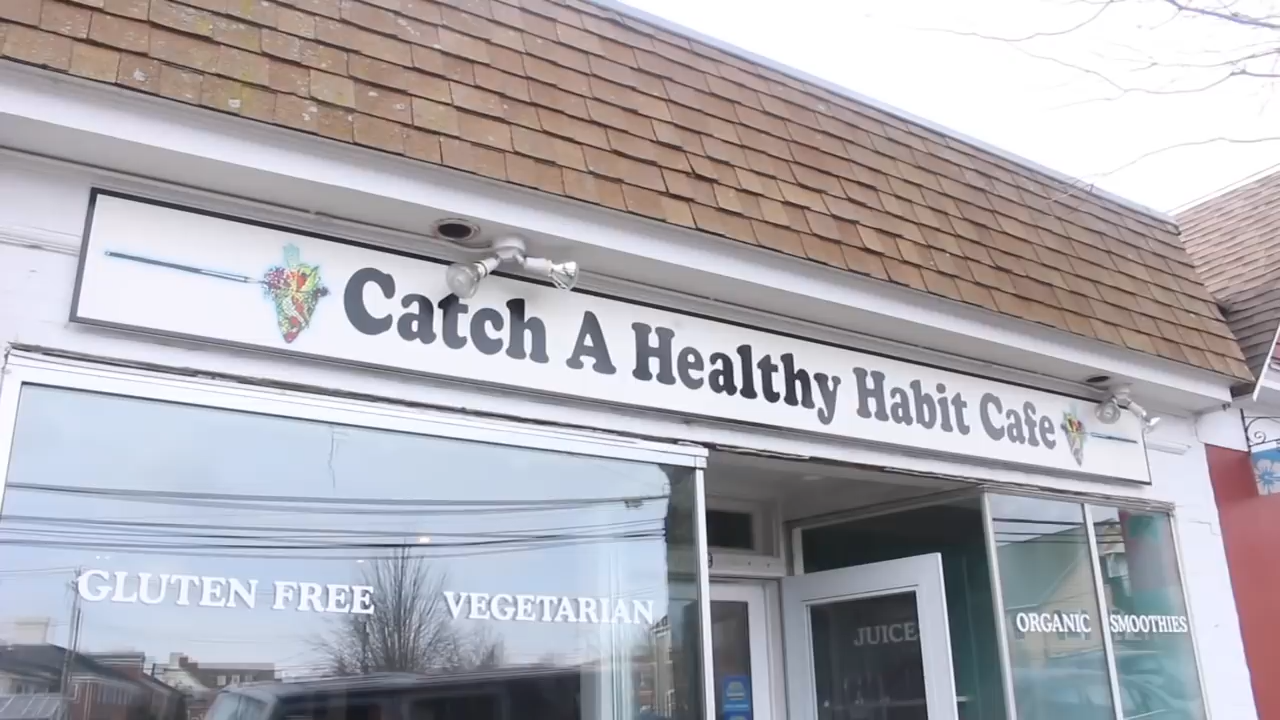 Catch A Healthy Habit Cafe
GLUTEN FREE VEGETARIAN
JUICE
ORGANIC SMOOTHIES